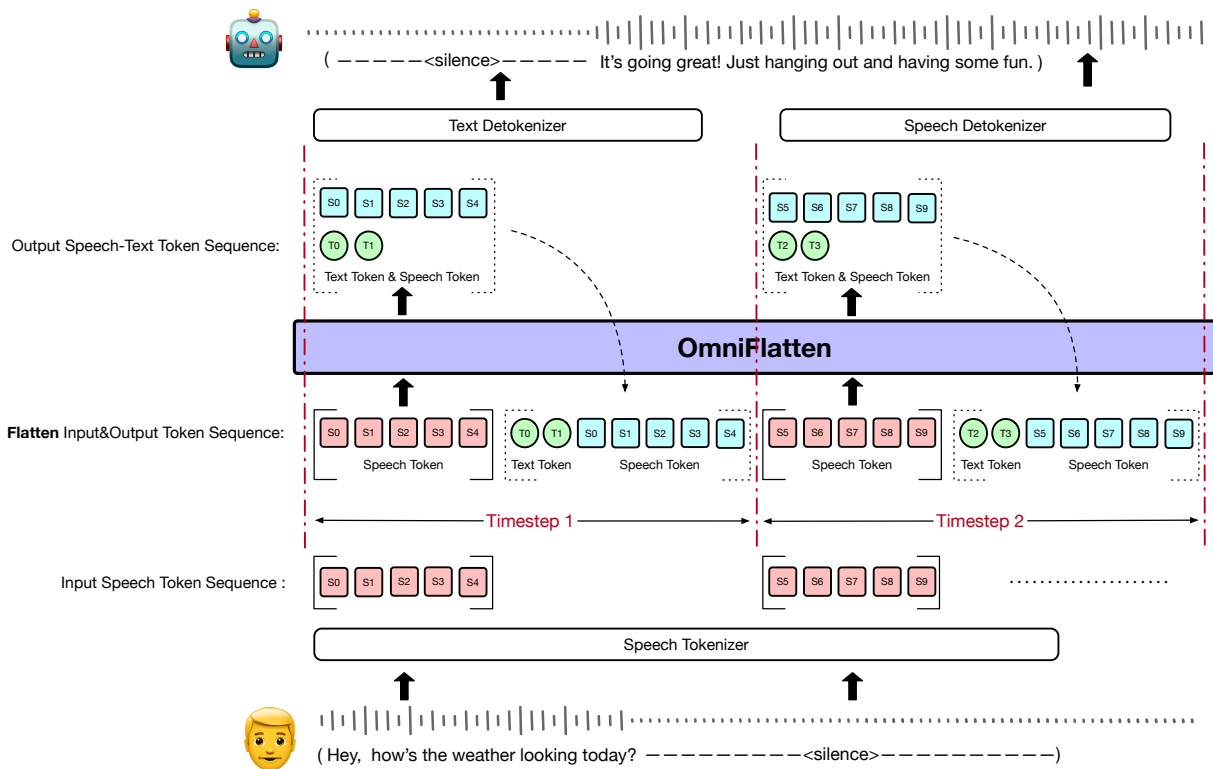 ( — — — — —<silence>— — — — — It's going great! Just hanging out and having some fun. )
Text Detokenizer
Speech Detokenizer
S0 S1 S2 S3 S4
S5 S6 S7 S8 S9
Output Speech-Text Token Sequence:
T0 T1
T2 T3
Text Token & Speech Token
Text Token & Speech Token
OmniFlatten
Flatten Input&Output Token Sequence:
S0 S1 S2 S3 S4
T0 T1 S0 S1 S2 S3 S4
S5 S6 S7 S8 S9
T2 T3 S5 S6 S7 S8 S9
Speech Token
Text Token
Speech Token
Speech Token
Text Token
Speech Token
Timestep 1
Timestep 2
Input Speech Token Sequence :
S0 S1 S2 S3 S4
S5 S6 S7 S8 S9
Speech Tokenizer
( Hey, how's the weather looking today? — — — — — — — —<silence>— — — — — — — — — )